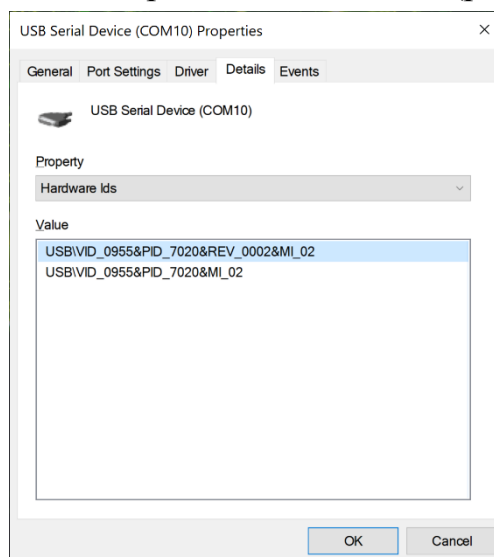 USB Serial Device (COM10) Properties
General Port Settings Driver Details Events
USB Serial Device (COM10)
Property
Hardware Ids
Value
USB\VID_0955&PID_7020&REV_0002&MI_02
USB\VID_0955&PID_7020&MI_02
OK Cancel